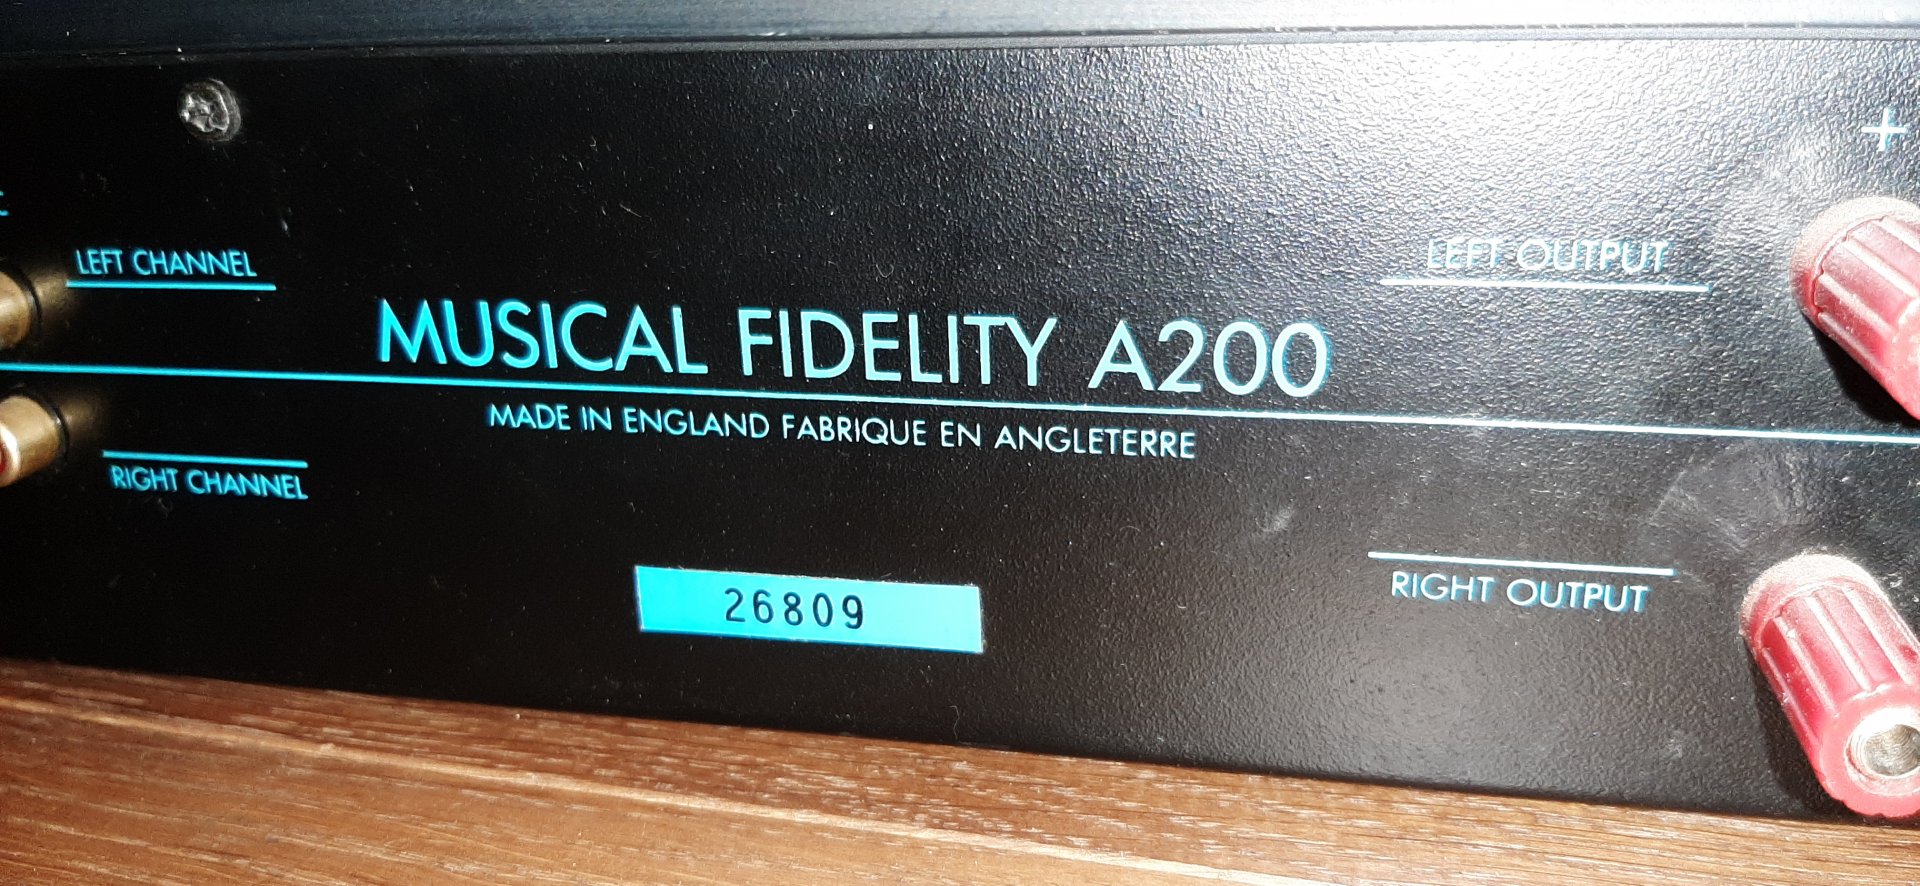 +
LEFT CHANNEL
LEFT OUTPUT
MUSICAL FIDELITY A200
MADE IN ENGLAND FABRIQUE EN ANGLETERRE
RIGHT CHANNEL
RIGHT OUTPUT
26809